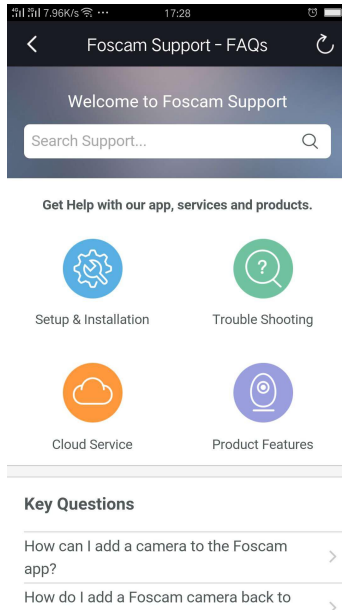 4G 2G 7.96K/s ··· 17:28
Foscam Support - FAQs
Welcome to Foscam Support
Search Support...
Get Help with our app, services and products.
Setup & Installation
Trouble Shooting
Cloud Service
Product Features
Key Questions
How can I add a camera to the Foscam
app?
How do I add a Foscam camera back to